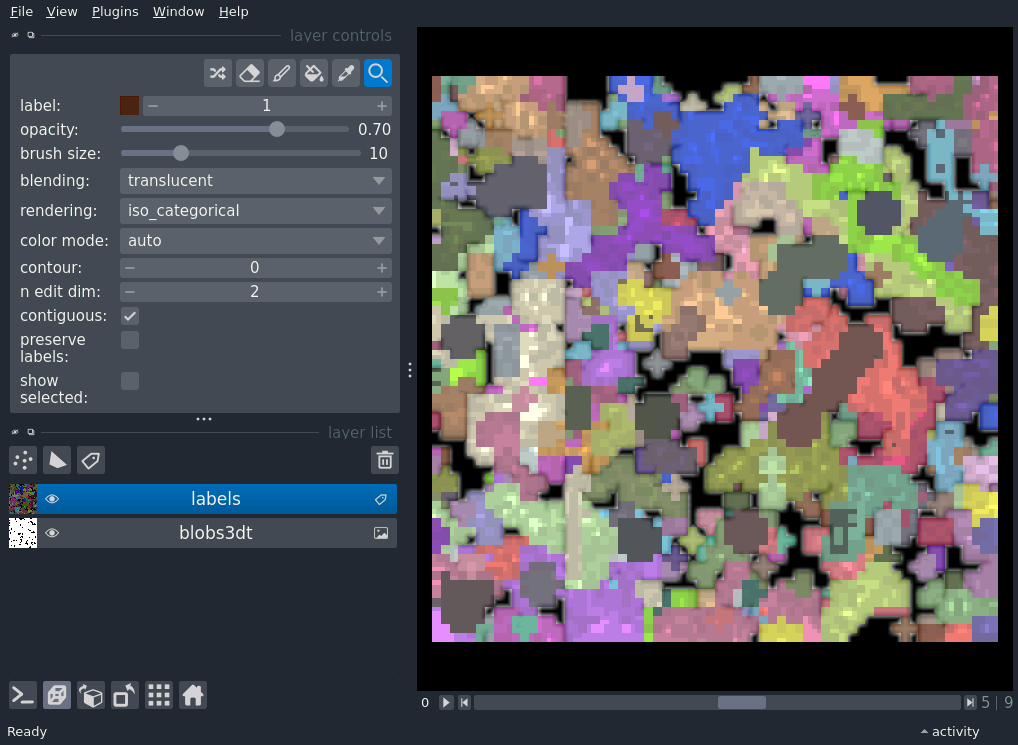 File View Plugins Window Help
layer controls
label: 1
opacity: 0.70
brush size: 10
blending: translucent
rendering: iso_categorical
color mode: auto
contour: 0
n edit dim: 2
contiguous:
preserve
labels:
show
selected:
layer list
labels
blobs3dt
0 5 | 9
Ready activity